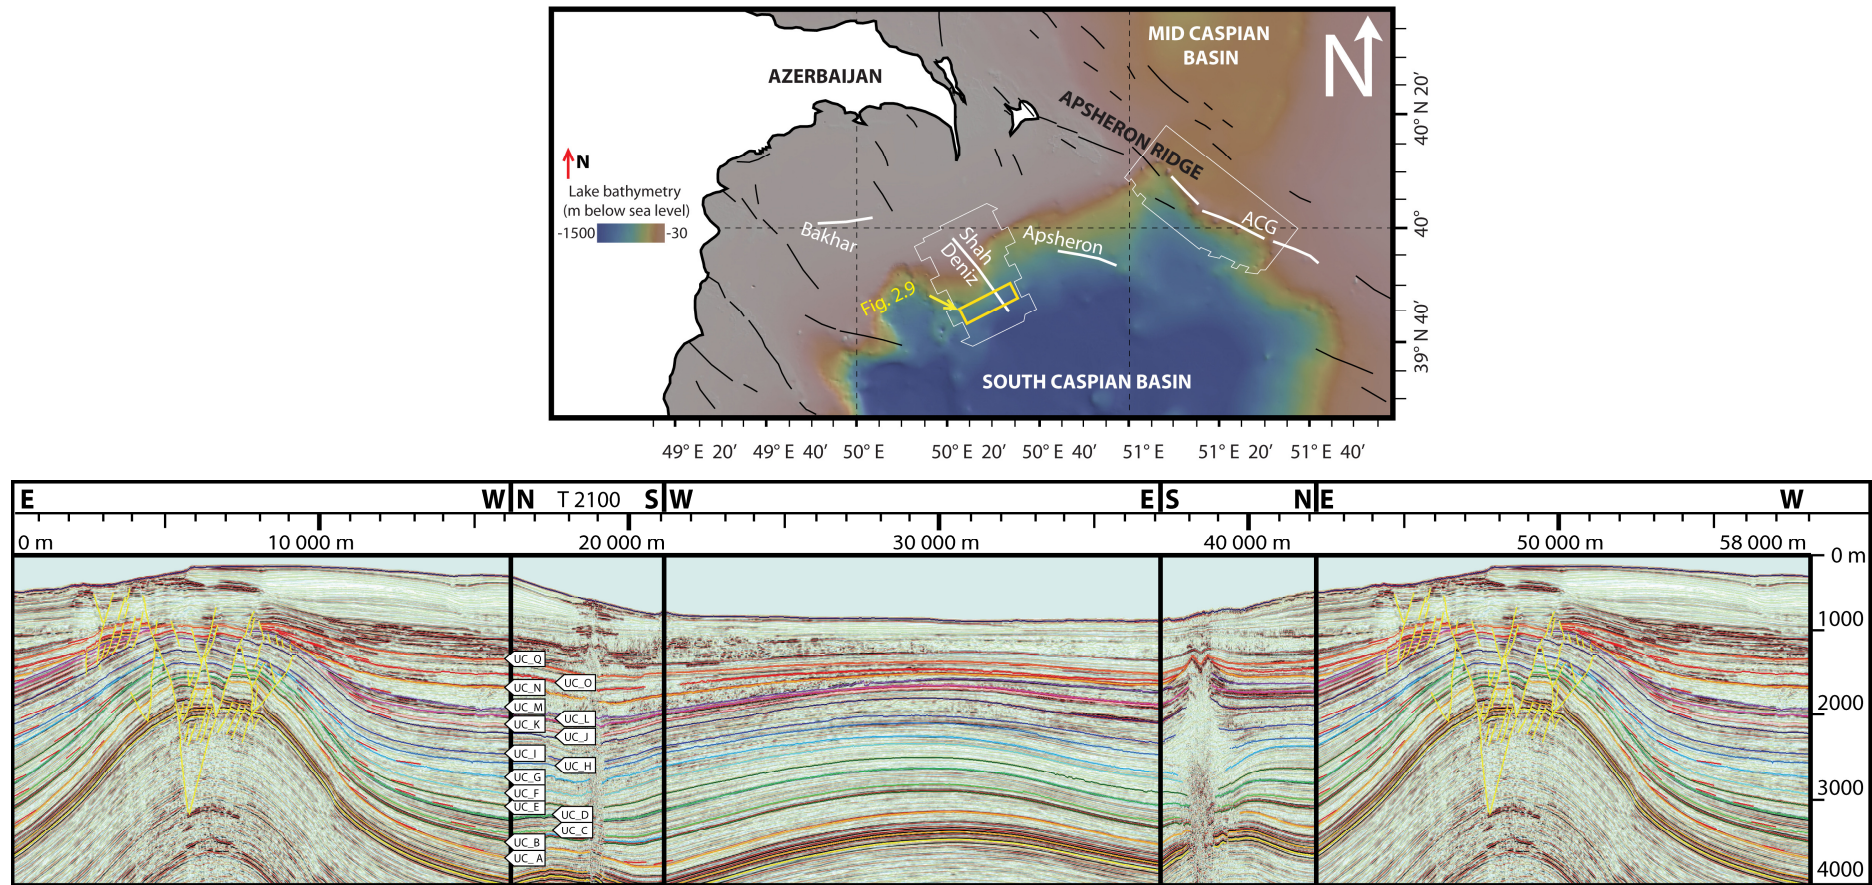 MID CASPIAN
BASIN
N
AZERBAIJAN
APSHERON RIDGE
N
Lake bathymetry
(m below sea level)
-1500
-30
Bakhar
Shah
Deniz
Apsheron
ACG
Fig. 2.9
SOUTH CASPIAN BASIN
40° N 20′
40°
39° N 40′
49° E 20′
49° E 40′
50° E
50° E 20′
50° E 40′
51° E
51° E 20′
51° E 40′
E
W
N
T 2100
S
W
E
S
N
E
W
0 m
10 000 m
20 000 m
30 000 m
40 000 m
50 000 m
58 000 m
0 m
1000
2000
3000
4000
UC_Q
UC_O
UC_N
UC_M
UC_L
UC_K
UC_J
UC_I
UC_H
UC_G
UC_F
UC_E
UC_D
UC_C
UC_B
UC_A